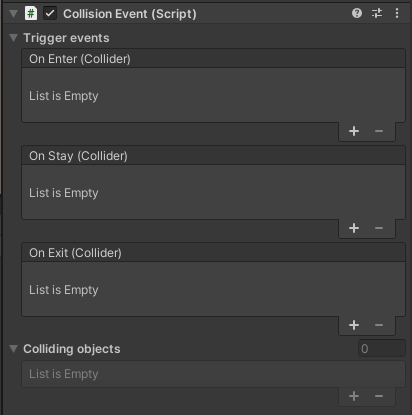 # Collision Event (Script)
Trigger events
On Enter (Collider)
List is Empty
+ −
On Stay (Collider)
List is Empty
+ −
On Exit (Collider)
List is Empty
+ −
Colliding objects 0
List is Empty
+ −